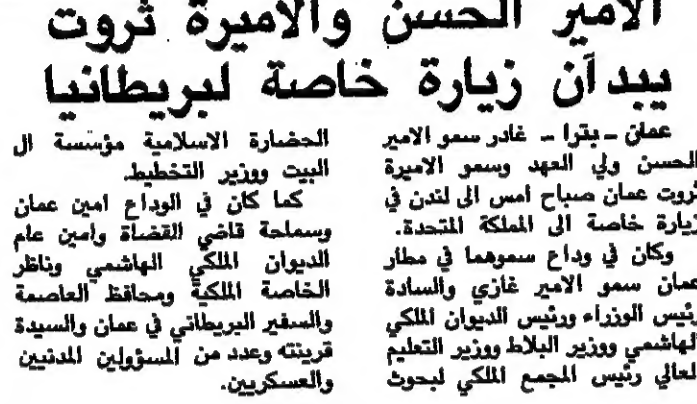 الامير الحسن والاميرة ثروت
يبدآن زيارة خاصة لبريطانيا
عمان - بترا - غادر سمو الامير
الحسن ولي العهد وسمو الاميرة
ثروت عمان صباح أمس الى لندن في
زيارة خاصة الى المملكة المتحدة.
وكان في وداع سموهما في مطار
عمان سمو الامير غازي والسادة
رئيس الوزراء ورئيس الديوان الملكي
الهاشمي ووزير البلاط ووزير التعليم
العالي رئيس المجمع الملكي لبحوث
الحضارة الاسلامية مؤسسة ال
البيت ووزير التخطيط.
كما كان في الوداع امين عمان
وسماحة قاضي القضاة وامين عام
الديوان الملكي الهاشمي وناظر
الخاصة الملكية ومحافظ العاصمة
والسفير البريطاني في عمان والسيدة
قرينته وعدد من المسؤولين المدنيين
والعسكريين.